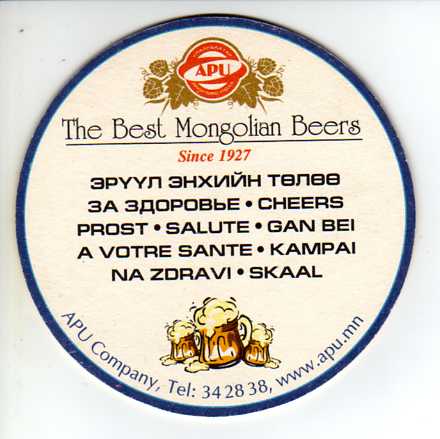 APU
The Best Mongolian Beers
Since 1927
ЭРҮҮЛ ЭНХИЙН ТӨЛӨӨ
ЗА ЗДОРОВЬЕ • CHEERS
PROST • SALUTE • GAN BEI
A VOTRE SANTE • KAMPAI
NA ZDRAVI • SKAAL
APU Company, Tel: 34 28 38, www.apu.mn